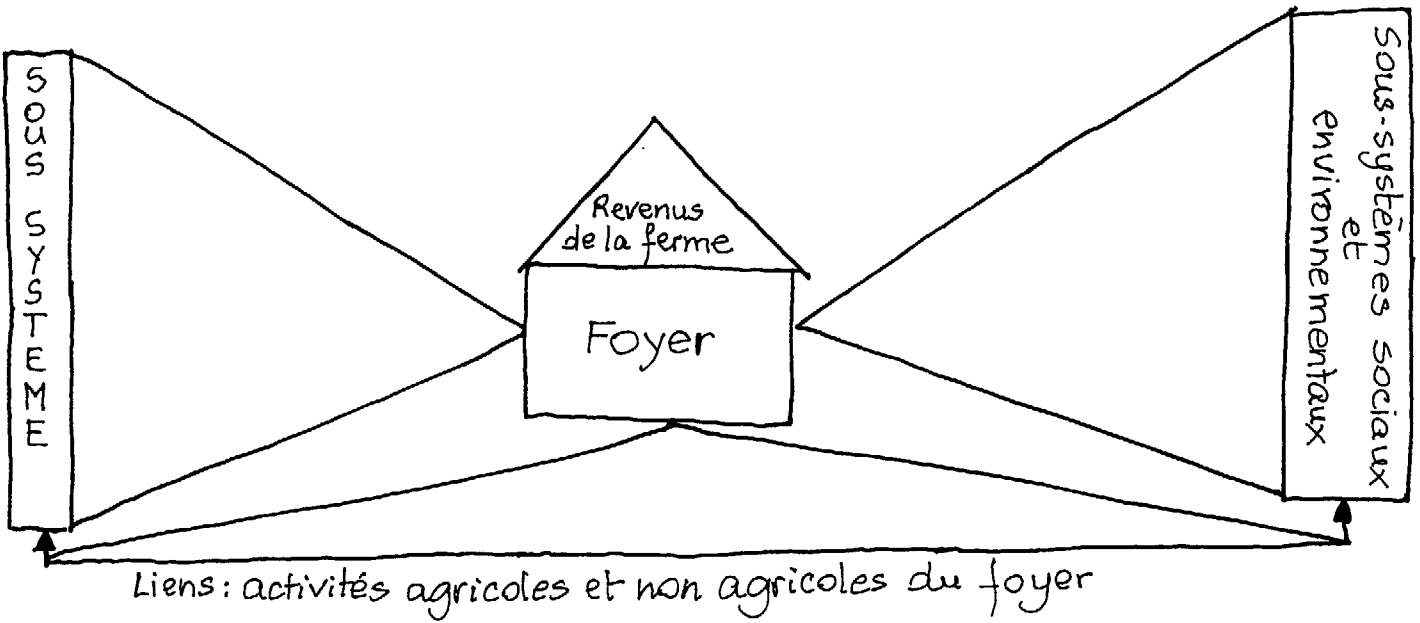 SOUS SYSTEME
Revenus
de la ferme
Foyer
Sous-systémes sociaux
et
environnementaux
Liens: activités agricoles et non agricoles du foyer